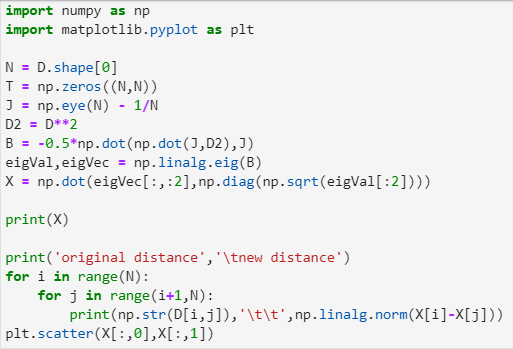 import numpy as np
import matplotlib.pyplot as plt

N = D.shape[0]
T = np.zeros((N,N))
J = np.eye(N) - 1/N
D2 = D**2
B = -0.5*np.dot(np.dot(J,D2),J)
eigVal,eigVec = np.linalg.eig(B)
X = np.dot(eigVec[:,:2],np.diag(np.sqrt(eigVal[:2])))

print(X)

print('original distance','\tnew distance')
for i in range(N):
    for j in range(i+1,N):
        print(np.str(D[i,j]),'\t\t',np.linalg.norm(X[i]-X[j]))
plt.scatter(X[:,0],X[:,1])